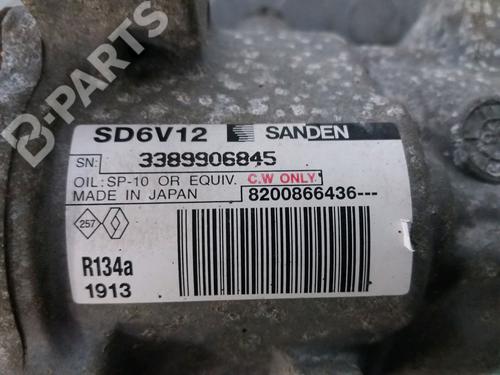 B-PARTS
SD6V12 SANDEN
SN: 3389906845
OIL: SP-10 OR EQUIV. C.W ONLY
MADE IN JAPAN 8200866436---
257
R134a
1913